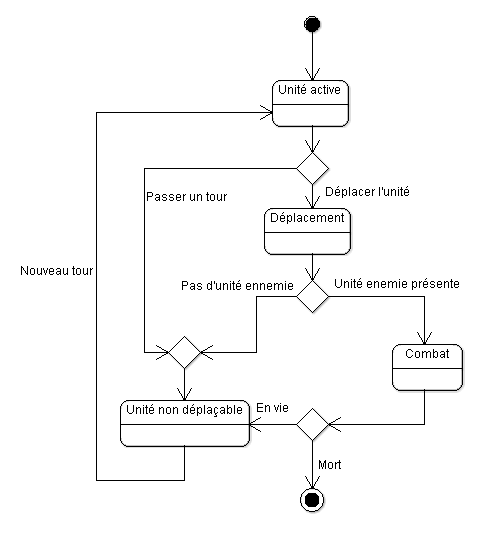 Unité active
Passer un tour
Déplacer l'unité
Déplacement
Nouveau tour
Pas d'unité ennemie
Unité enemie présente
Combat
Unité non déplaçable
En vie
Mort